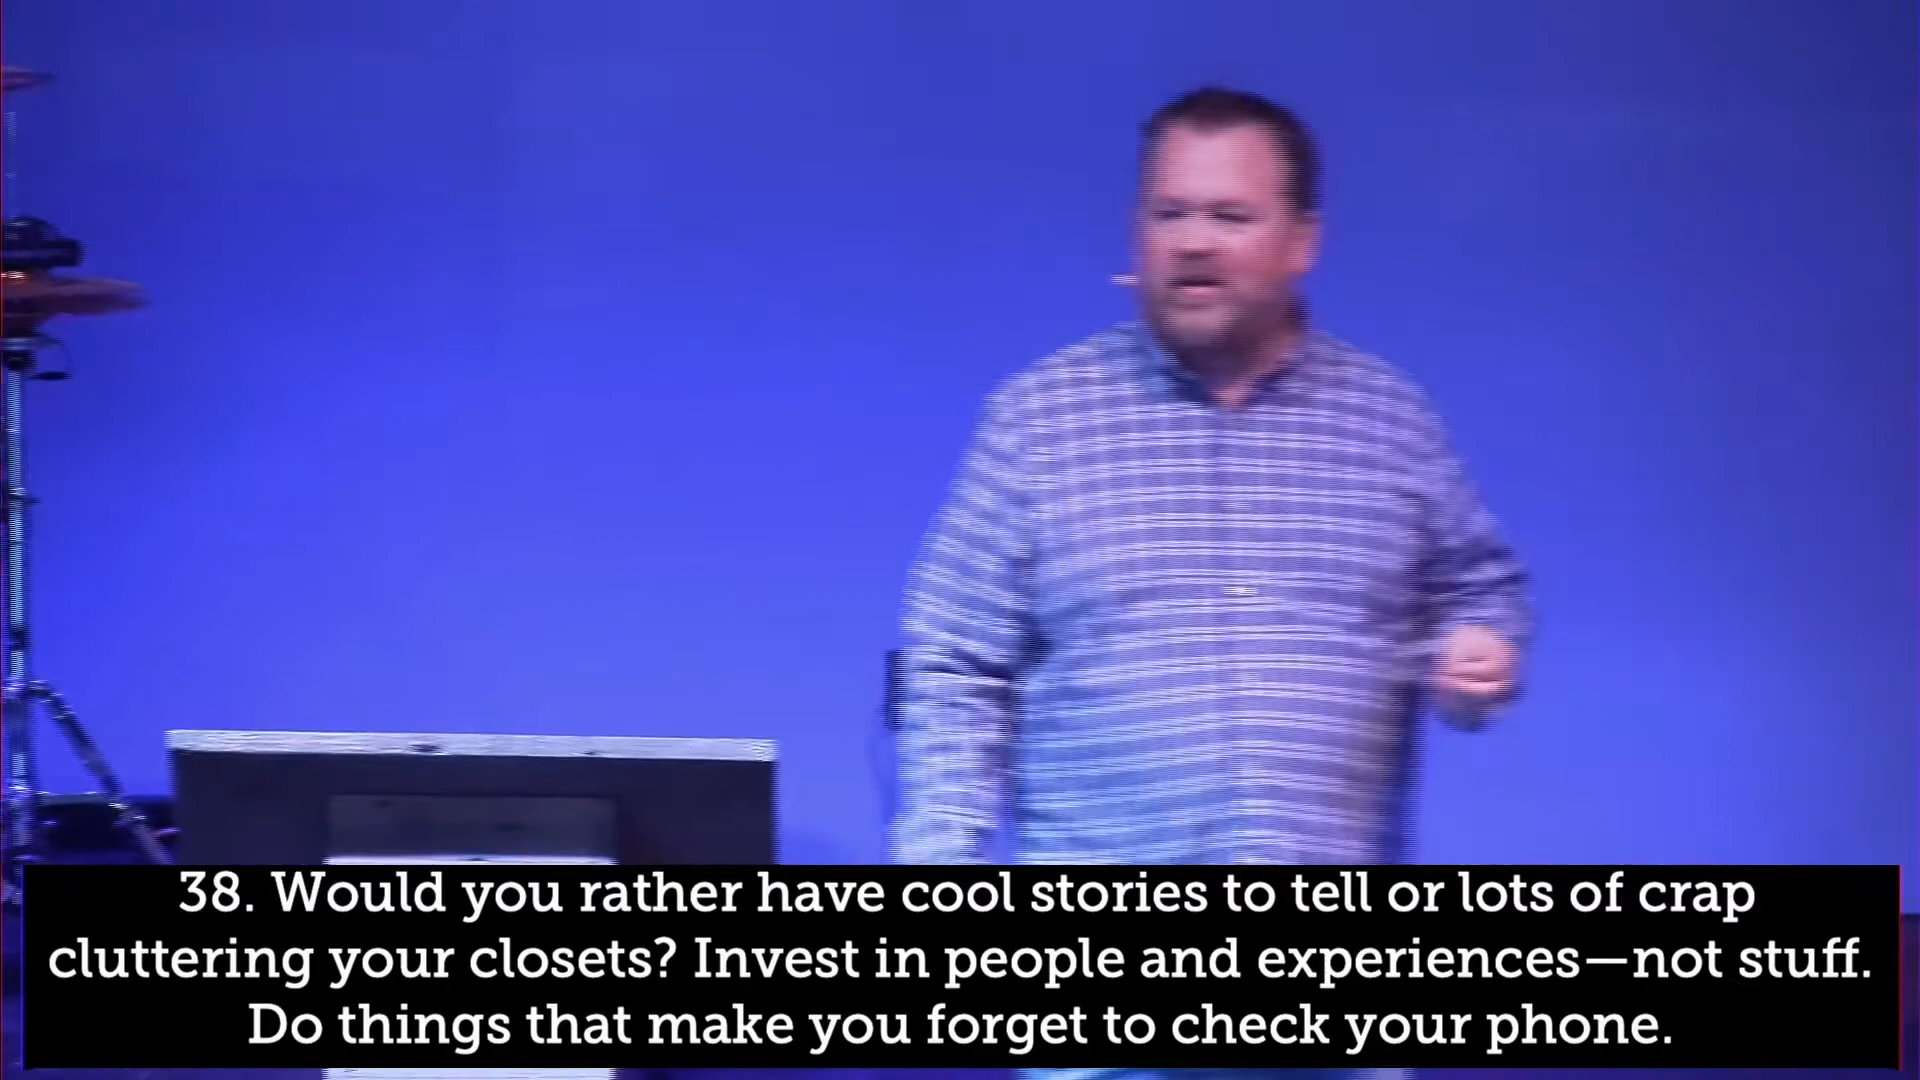 38. Would you rather have cool stories to tell or lots of crap
cluttering your closets? Invest in people and experiences—not stuff.
Do things that make you forget to check your phone.